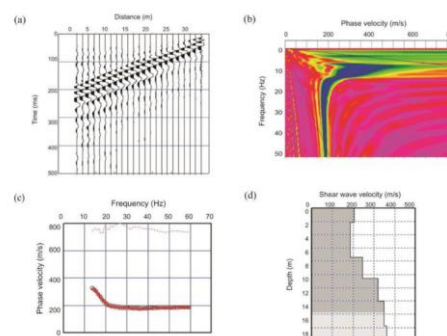 (a)
Distance (m)
0 5 10 15 20 25 30
Time (ms)
0
100
200
300
400
500
(b)
Phase velocity m/s
0 200 400 600
Frequency (Hz)
0
10
20
30
40
50
(c)
Frequency (Hz)
0 10 20 30 40 50 60 70
Phase velocity (m/s)
800
600
400
200
0
(d)
Shear wave velocity (m/s)
0 100 200 300 400 500
Depth (m)
0
2
4
6
8
10
12
14
16
18